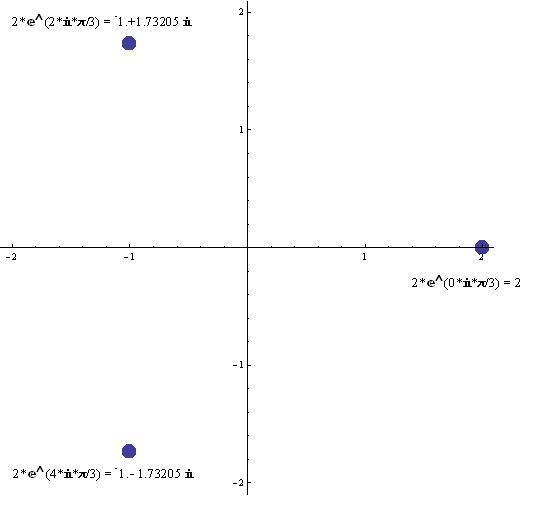 2*ⅇ^(2*ⅈ*π/3) = ‾1.+1.73205 ⅈ
2
1
-2
-1
1
2
2*ⅇ^(0*ⅈ*π/3) = 2
-1
2*ⅇ^(4*ⅈ*π/3) = ‾1.- 1.73205 ⅈ
-2